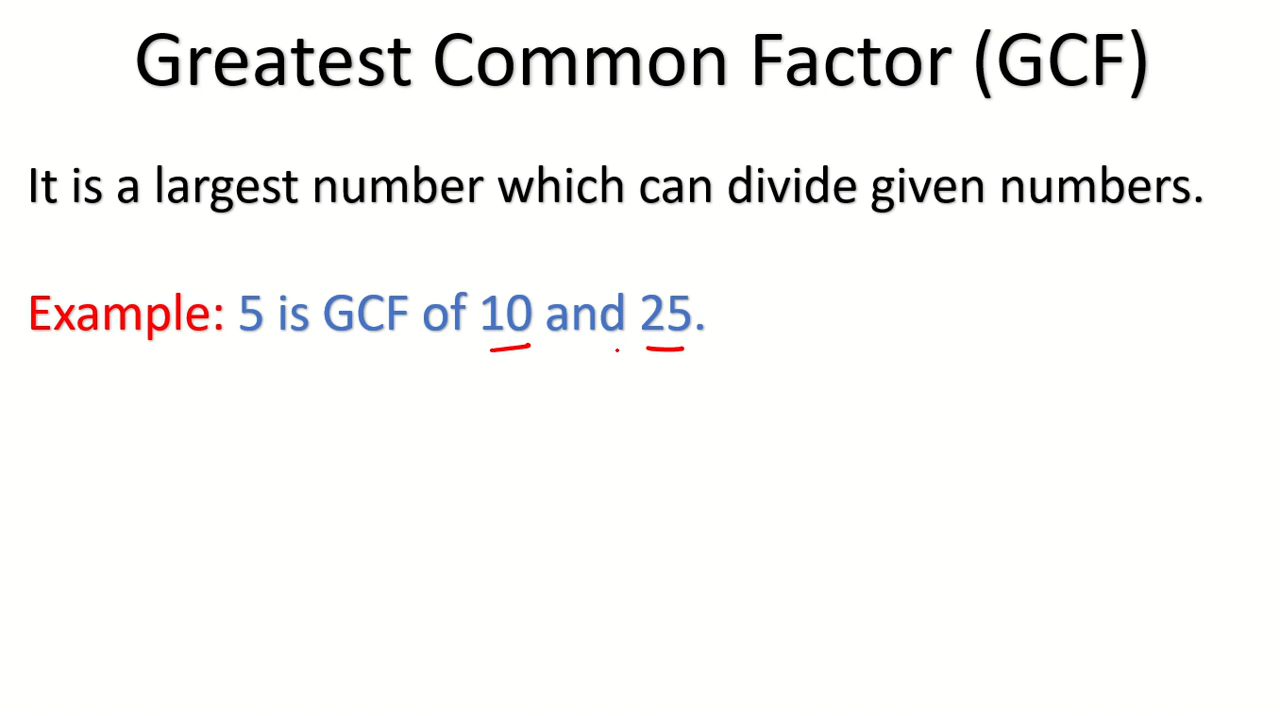 Greatest Common Factor (GCF)
It is a largest number which can divide given numbers.
Example: 5 is GCF of 10 and 25.